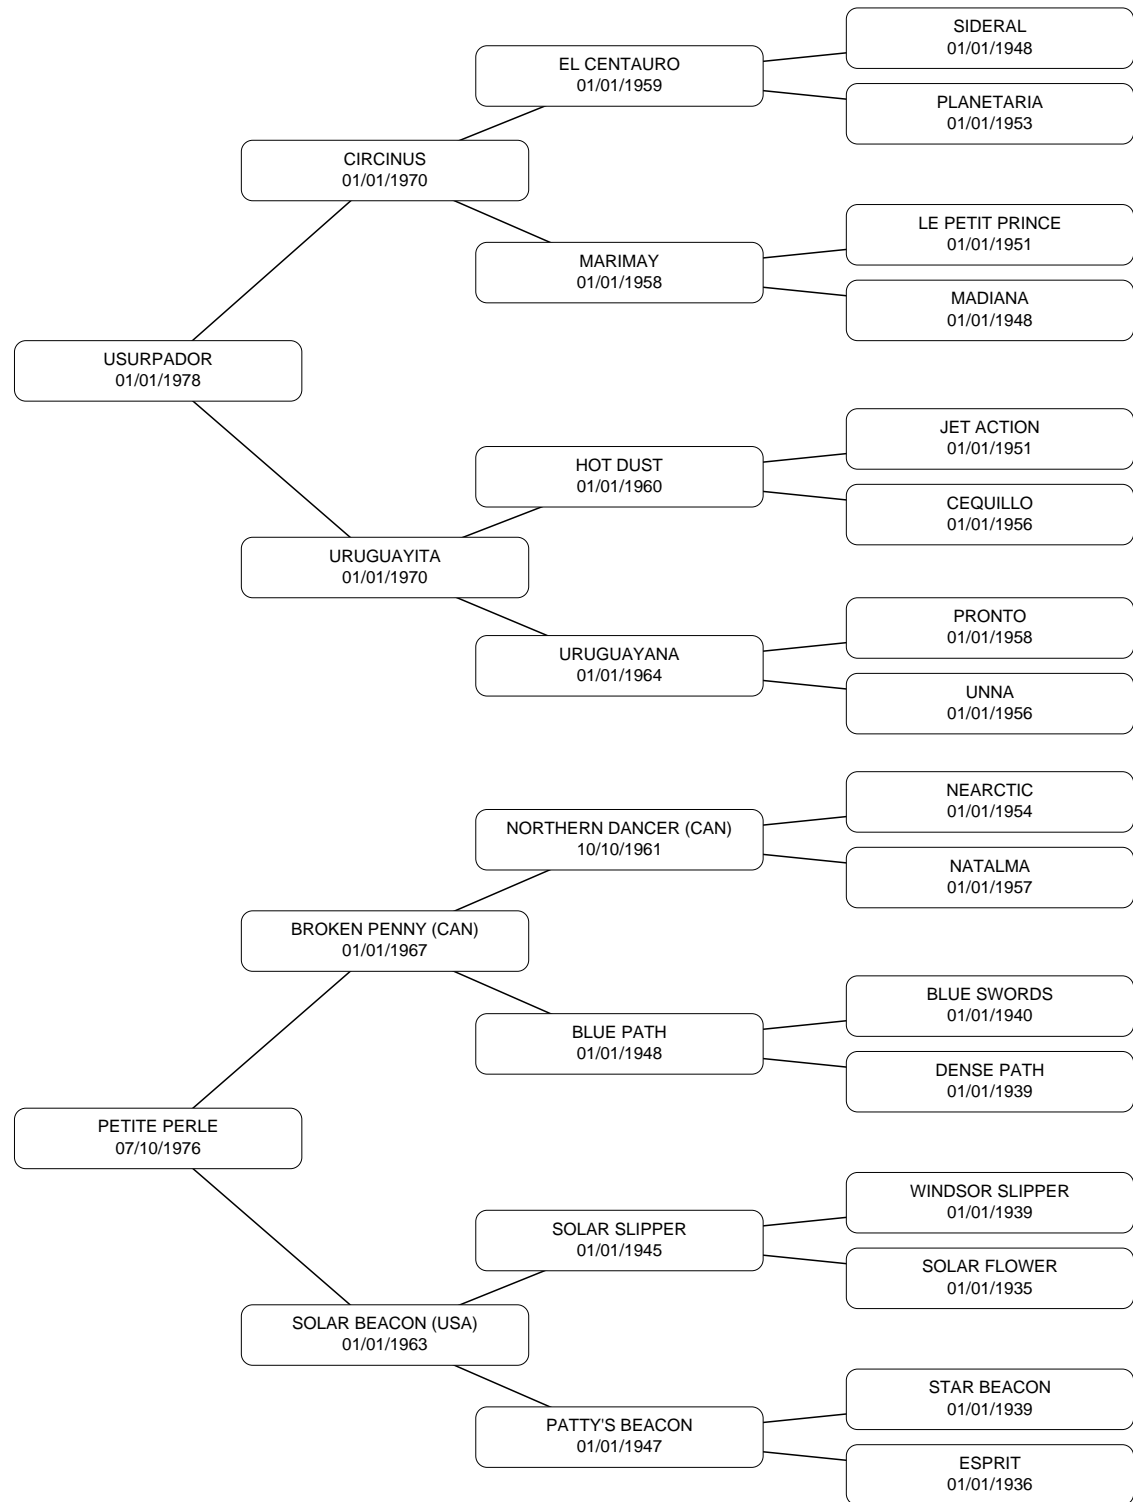 SIDERAL
01/01/1948
EL CENTAURO
01/01/1959
PLANETARIA
01/01/1953
CIRCINUS
01/01/1970
LE PETIT PRINCE
01/01/1951
MARIMAY
01/01/1958
MADIANA
01/01/1948
USURPADOR
01/01/1978
JET ACTION
01/01/1951
HOT DUST
01/01/1960
CEQUILLO
01/01/1956
URUGUAYITA
01/01/1970
PRONTO
01/01/1958
URUGUAYANA
01/01/1964
UNNA
01/01/1956
NEARCTIC
01/01/1954
NORTHERN DANCER (CAN)
10/10/1961
NATALMA
01/01/1957
BROKEN PENNY (CAN)
01/01/1967
BLUE SWORDS
01/01/1940
BLUE PATH
01/01/1948
DENSE PATH
01/01/1939
PETITE PERLE
07/10/1976
WINDSOR SLIPPER
01/01/1939
SOLAR SLIPPER
01/01/1945
SOLAR FLOWER
01/01/1935
SOLAR BEACON (USA)
01/01/1963
STAR BEACON
01/01/1939
PATTY'S BEACON
01/01/1947
ESPRIT
01/01/1936